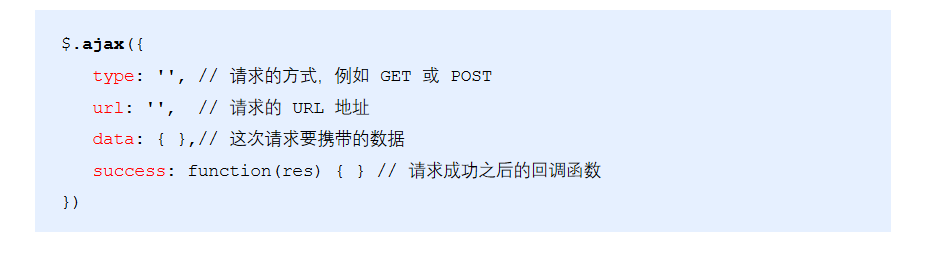 $.ajax({
type: '', // 请求的方式，例如 GET 或 POST
url: '', // 请求的 URL 地址
data: { },// 这次请求要携带的数据
success: function(res) { } // 请求成功之后的回调函数
})